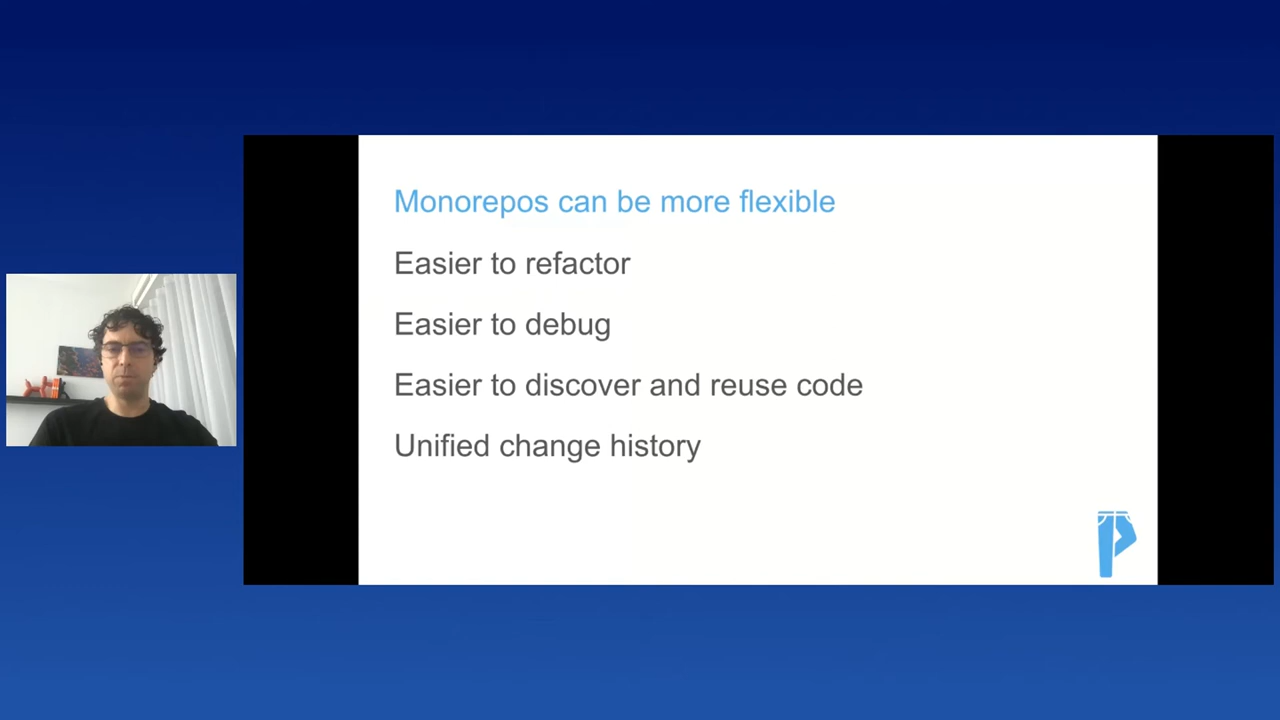 Monorepos can be more flexible
Easier to refactor
Easier to debug
Easier to discover and reuse code
Unified change history